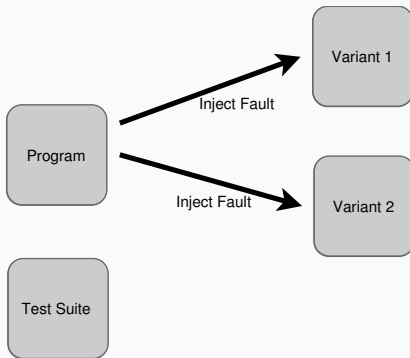 Variant 1
Inject Fault
Program
Inject Fault
Variant 2
Test Suite